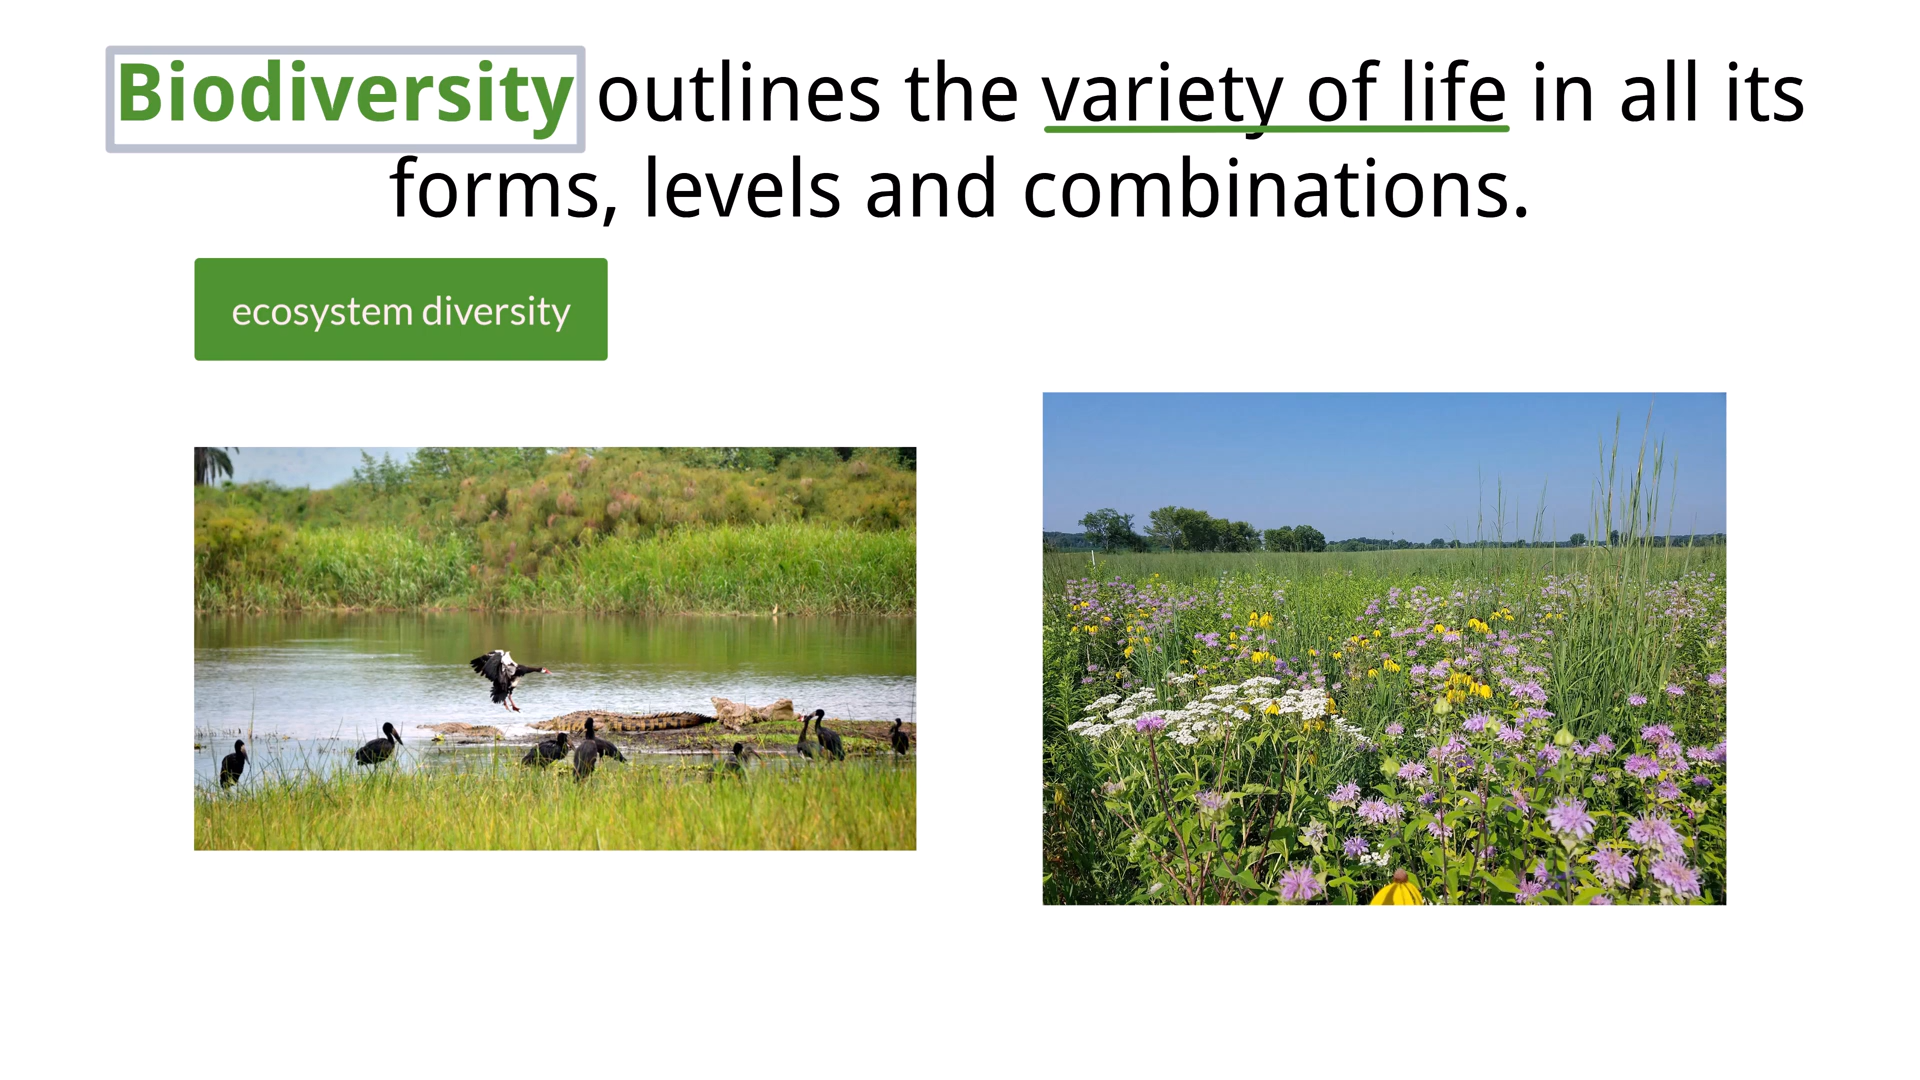 Biodiversity outlines the variety of life in all its
forms, levels and combinations.
ecosystem diversity